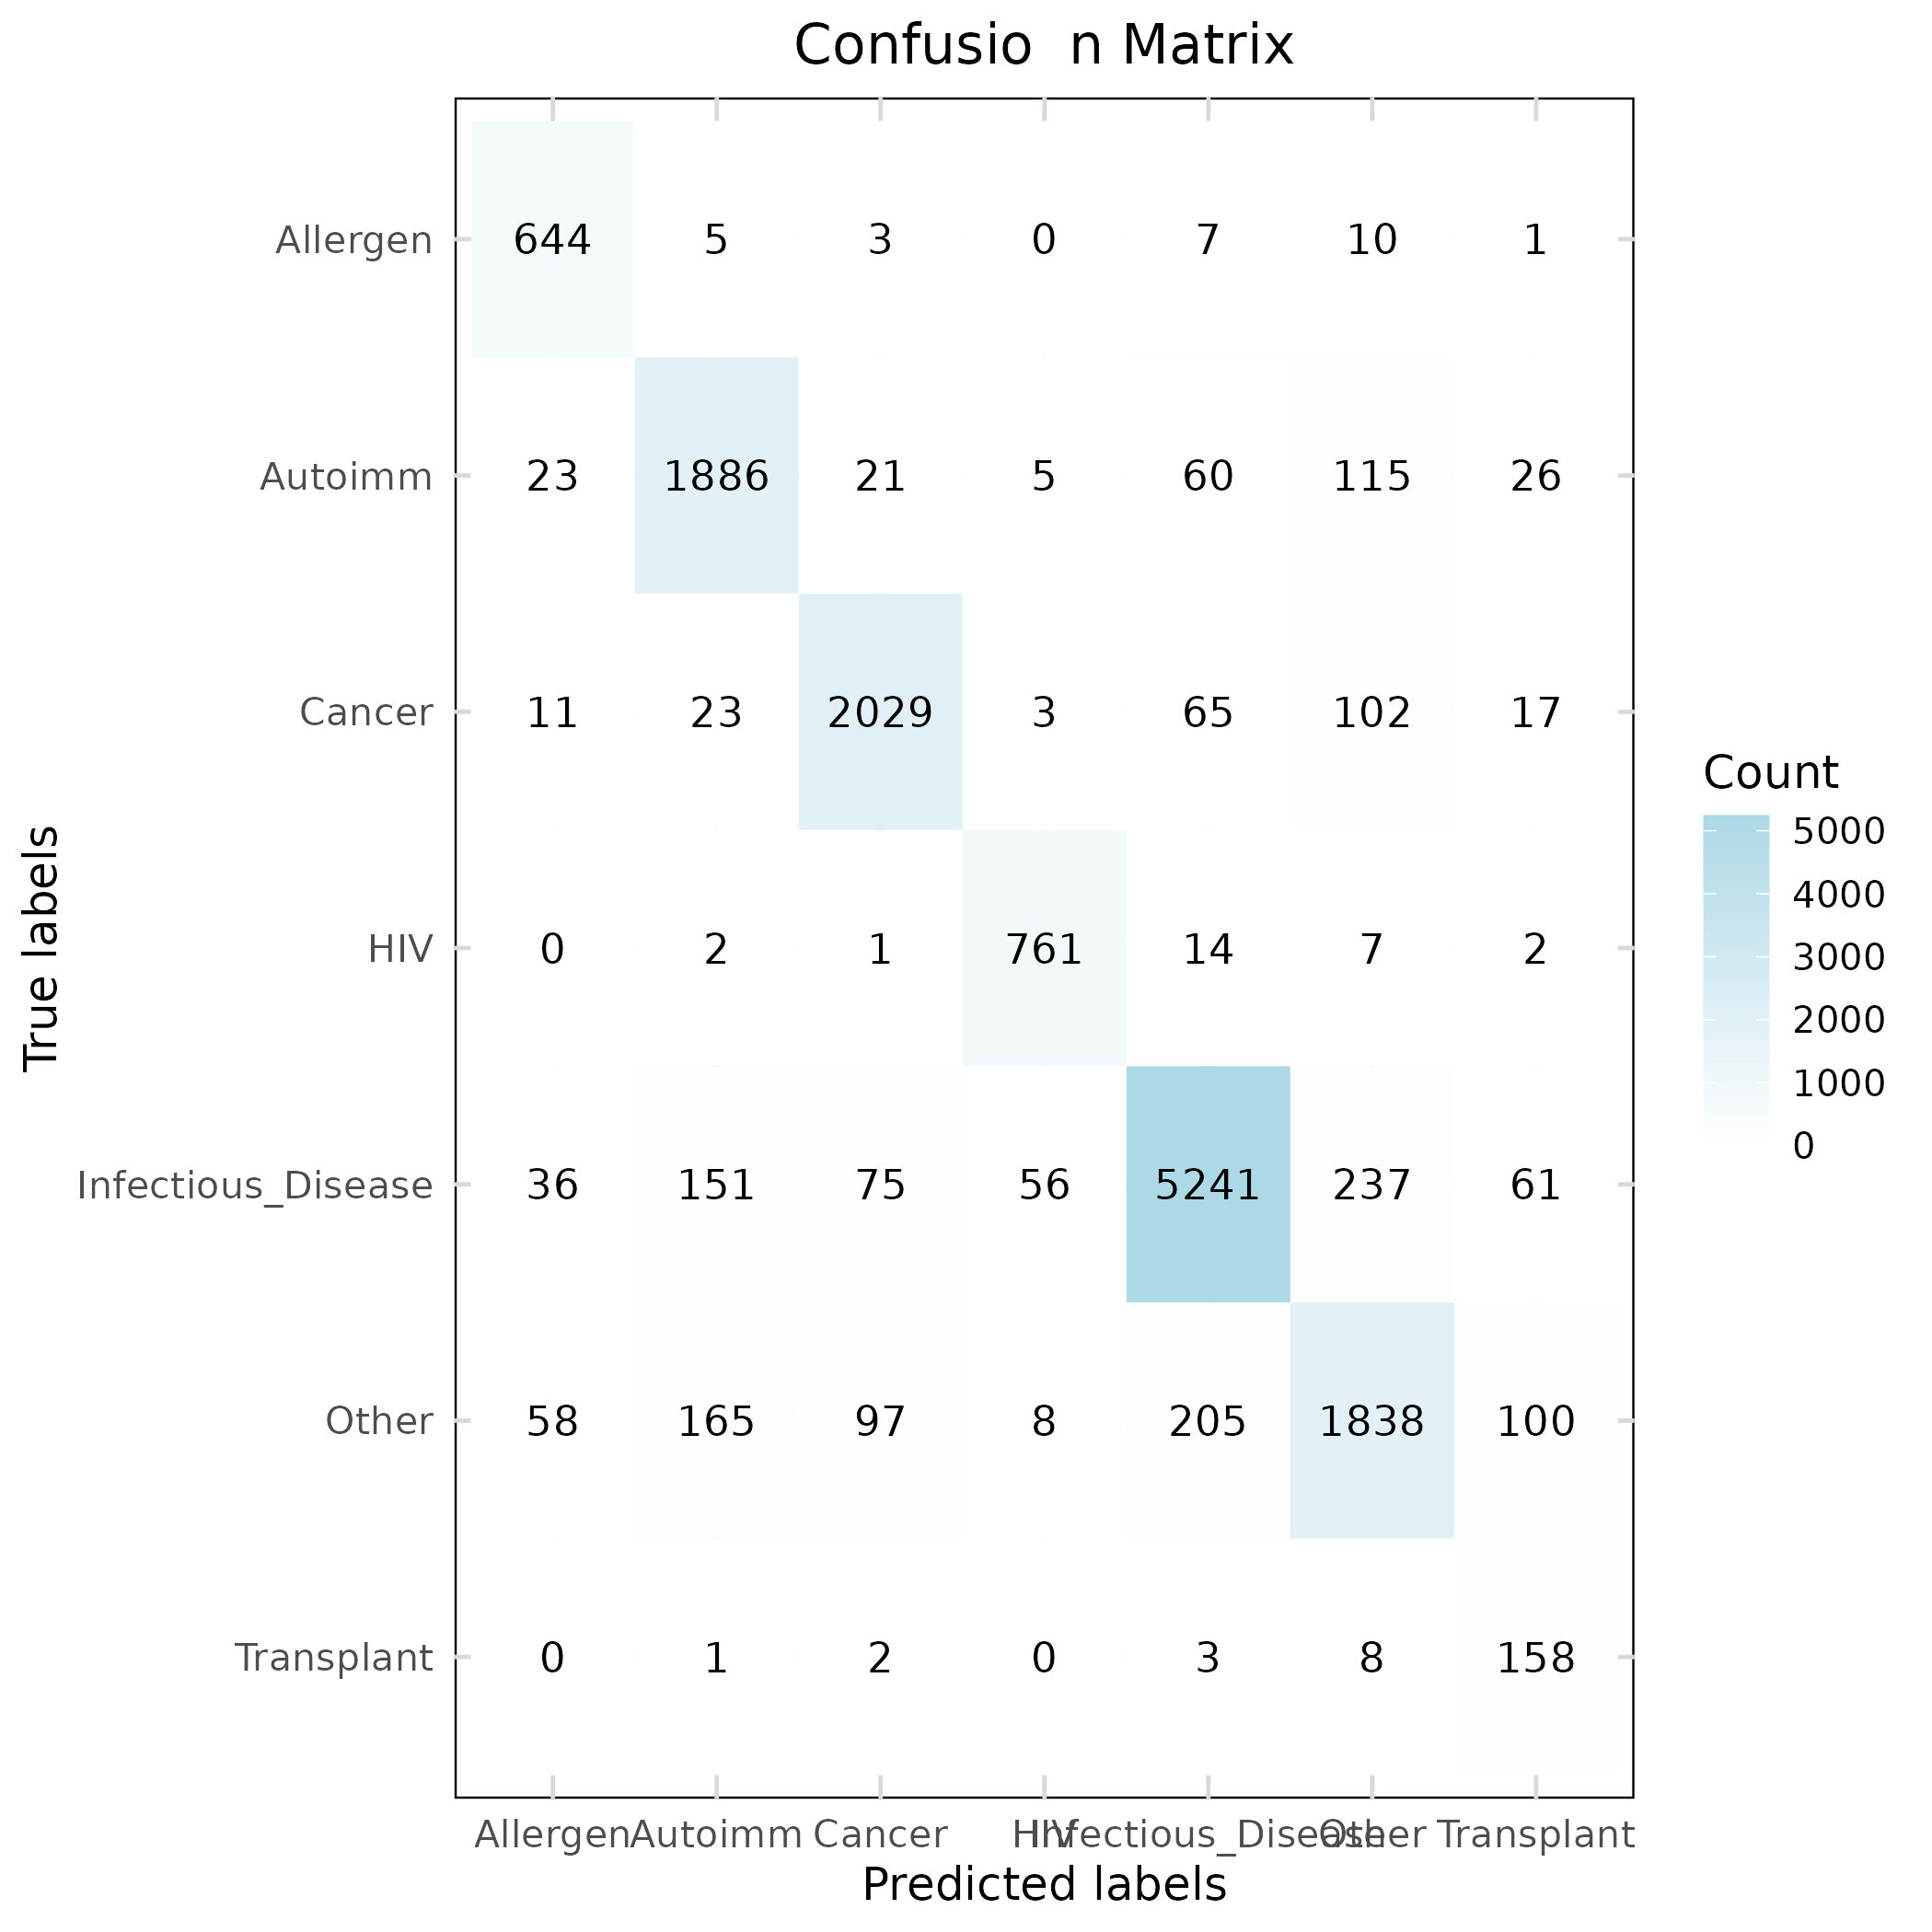 Confusio  n Matrix
Allergen 644 5 3 0 7 10 1
Autoimm 23 1886 21 5 60 115 26
Cancer 11 23 2029 3 65 102 17
HIV 0 2 1 761 14 7 2
Infectious_Disease 36 151 75 56 5241 237 61
Other 58 165 97 8 205 1838 100
Transplant 0 1 2 0 3 8 158
Allergen Autoimm Cancer HIV Infectious_Disease Other Transplant
Predicted labels
True labels
Count
5000
4000
3000
2000
1000
0